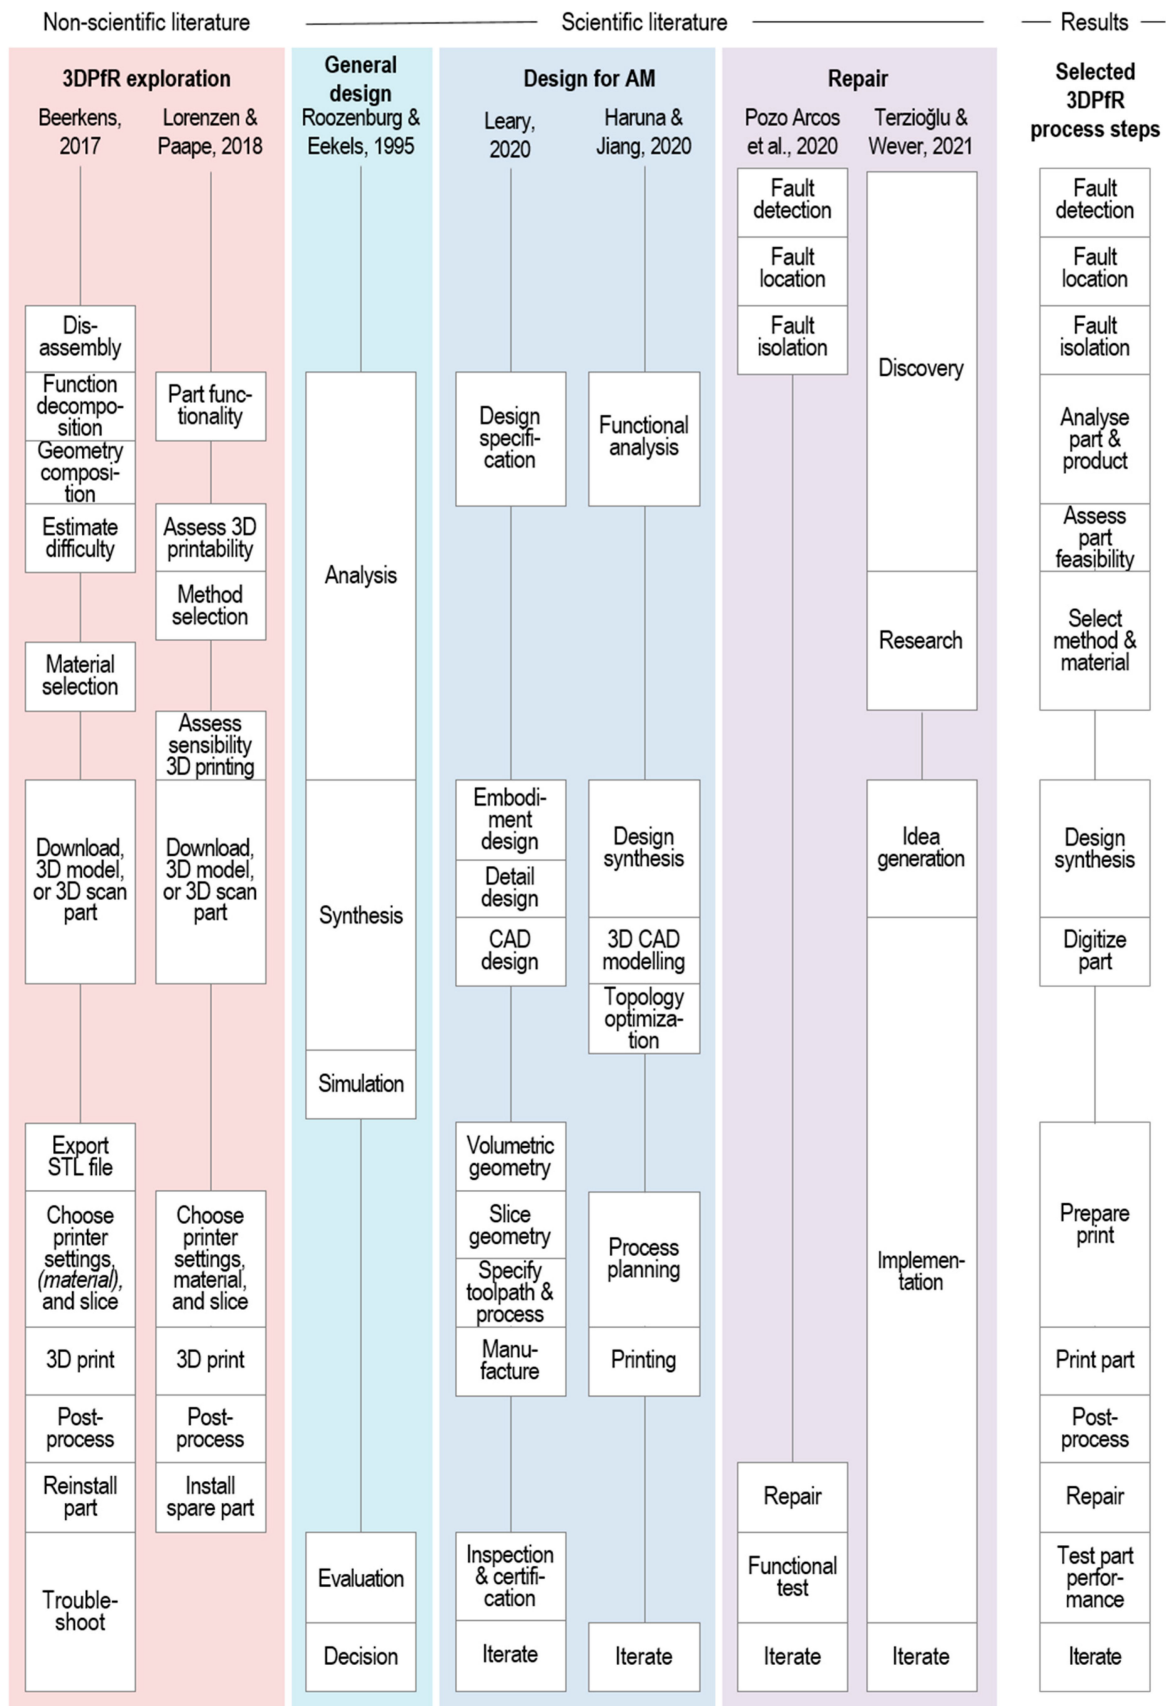 Non-scientific literature
Scientific literature
Results
3DPfR exploration
Beerkens,
2017
Lorenzen &
Paape, 2018
General
design
Roozenburg &
Eekels, 1995
Design for AM
Leary,
2020
Haruna &
Jiang, 2020
Repair
Pozo Arcos
et al., 2020
Terzioğlu &
Wever, 2021
Selected
3DPfR
process steps
Dis-
assembly
Function
decompo-
sition
Geometry
composi-
tion
Estimate
difficulty
Material
selection
Download,
3D model,
or 3D scan
part
Export
STL file
Choose
printer
settings,
(material),
and slice
3D print
Post-
process
Reinstall
part
Trouble-
shoot
Part func-
tionality
Assess 3D
printability
Method
selection
Assess
sensibility
3D printing
Download,
3D model,
or 3D scan
part
Choose
printer
settings,
material,
and slice
3D print
Post-
process
Install
spare part
Analysis
Synthesis
Simulation
Evaluation
Decision
Design
specifi-
cation
Embodi-
ment
design
Detail
design
CAD
design
Volumetric
geometry
Slice
geometry
Specify
toolpath &
process
Manu-
facture
Inspection
& certifi-
cation
Iterate
Functional
analysis
Design
synthesis
3D CAD
modelling
Topology
optimiza-
tion
Process
planning
Printing
Iterate
Fault
detection
Fault
location
Fault
isolation
Repair
Functional
test
Iterate
Discovery
Research
Idea
generation
Implemen-
tation
Iterate
Fault
detection
Fault
location
Fault
isolation
Analyse
part &
product
Assess
part
feasibility
Select
method &
material
Design
synthesis
Digitize
part
Prepare
print
Print part
Post-
process
Repair
Test part
perfor-
mance
Iterate